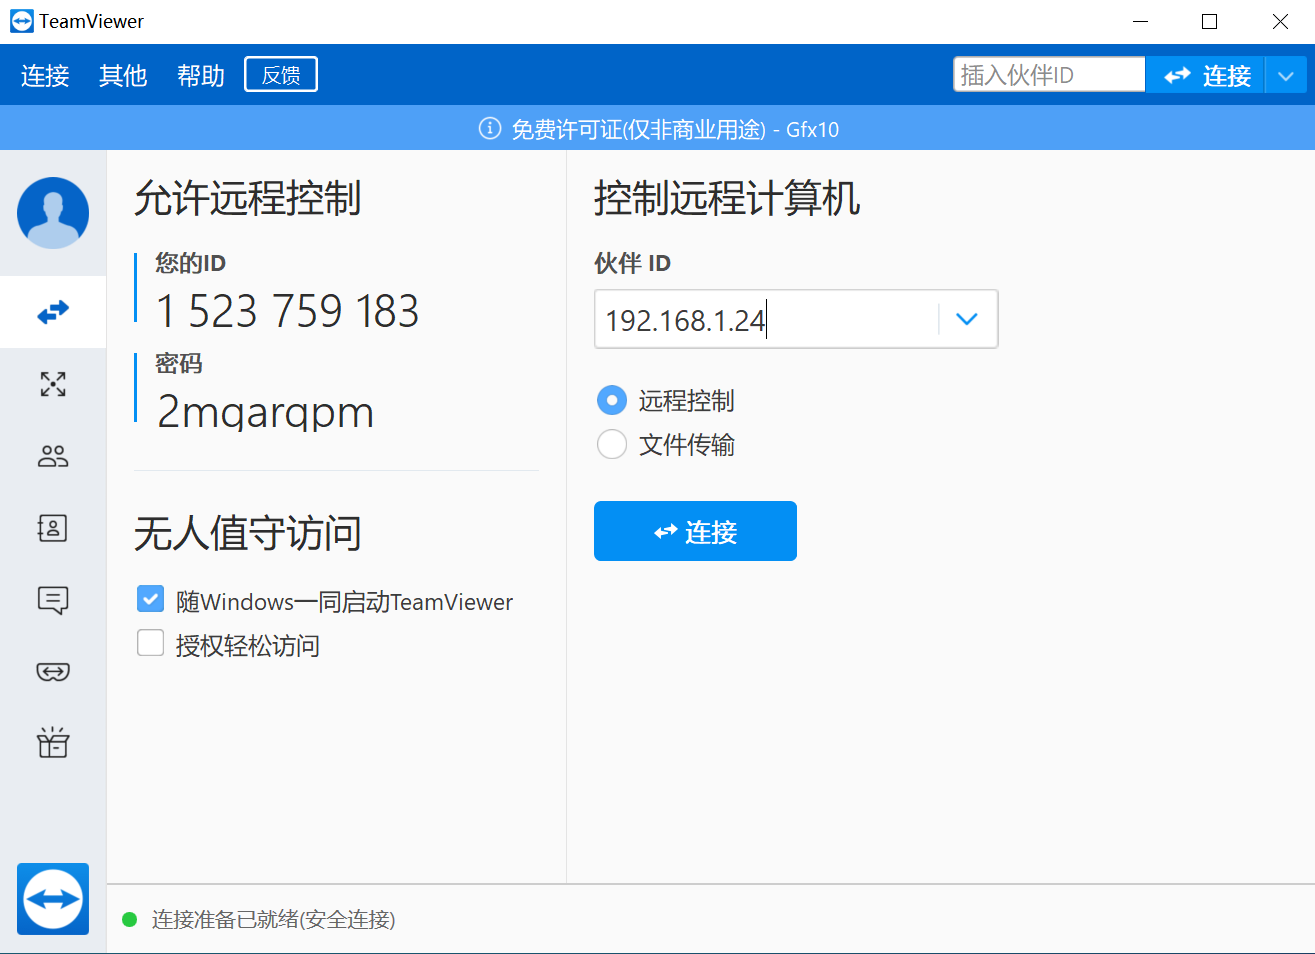 TeamViewer
连接 其他 帮助 反馈 插入伙伴ID 连接
免费许可证(仅非商业用途) - Gfx10
允许远程控制
您的ID
1 523 759 183
密码
2mqarqpm
无人值守访问
随Windows一同启动TeamViewer
授权轻松访问
控制远程计算机
伙伴 ID
192.168.1.24
远程控制
文件传输
连接
连接准备已就绪(安全连接)